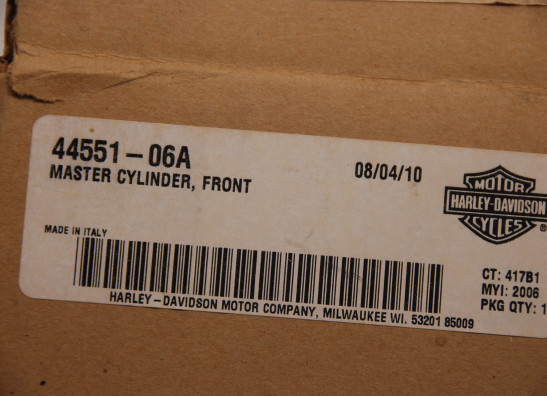 44551-06A
MASTER CYLINDER, FRONT
08/04/10
MOTOR
HARLEY-DAVIDSON
CYCLES
®
MADE IN ITALY
CT: 417B1
MYI: 2006
PKG QTY: 1
HARLEY-DAVIDSON MOTOR COMPANY, MILWAUKEE WI. 53201 85009